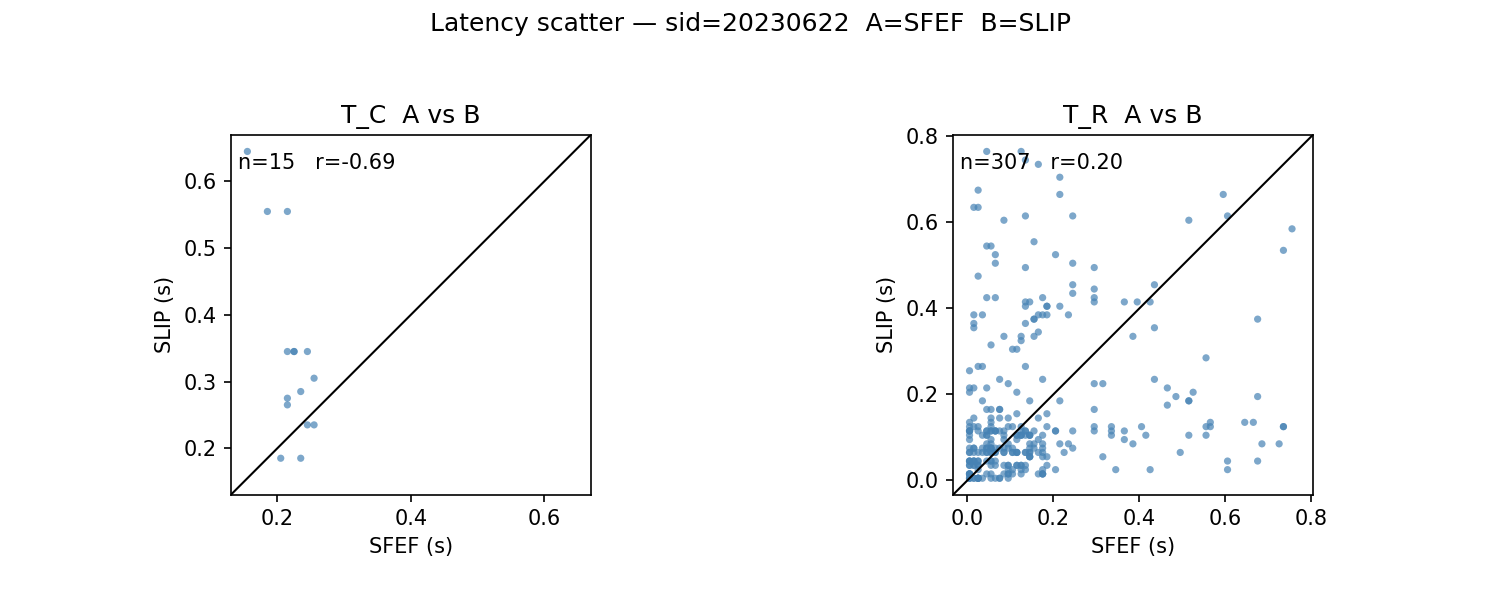 Latency scatter — sid=20230622  A=SFEF  B=SLIP
T_C  A vs B
n=15   r=-0.69
0.6
0.5
0.4
0.3
0.2
SLIP (s)
0.2
0.4
0.6
SFEF (s)
T_R  A vs B
n=307   r=0.20
0.8
0.6
0.4
0.2
0.0
SLIP (s)
0.0
0.2
0.4
0.6
0.8
SFEF (s)